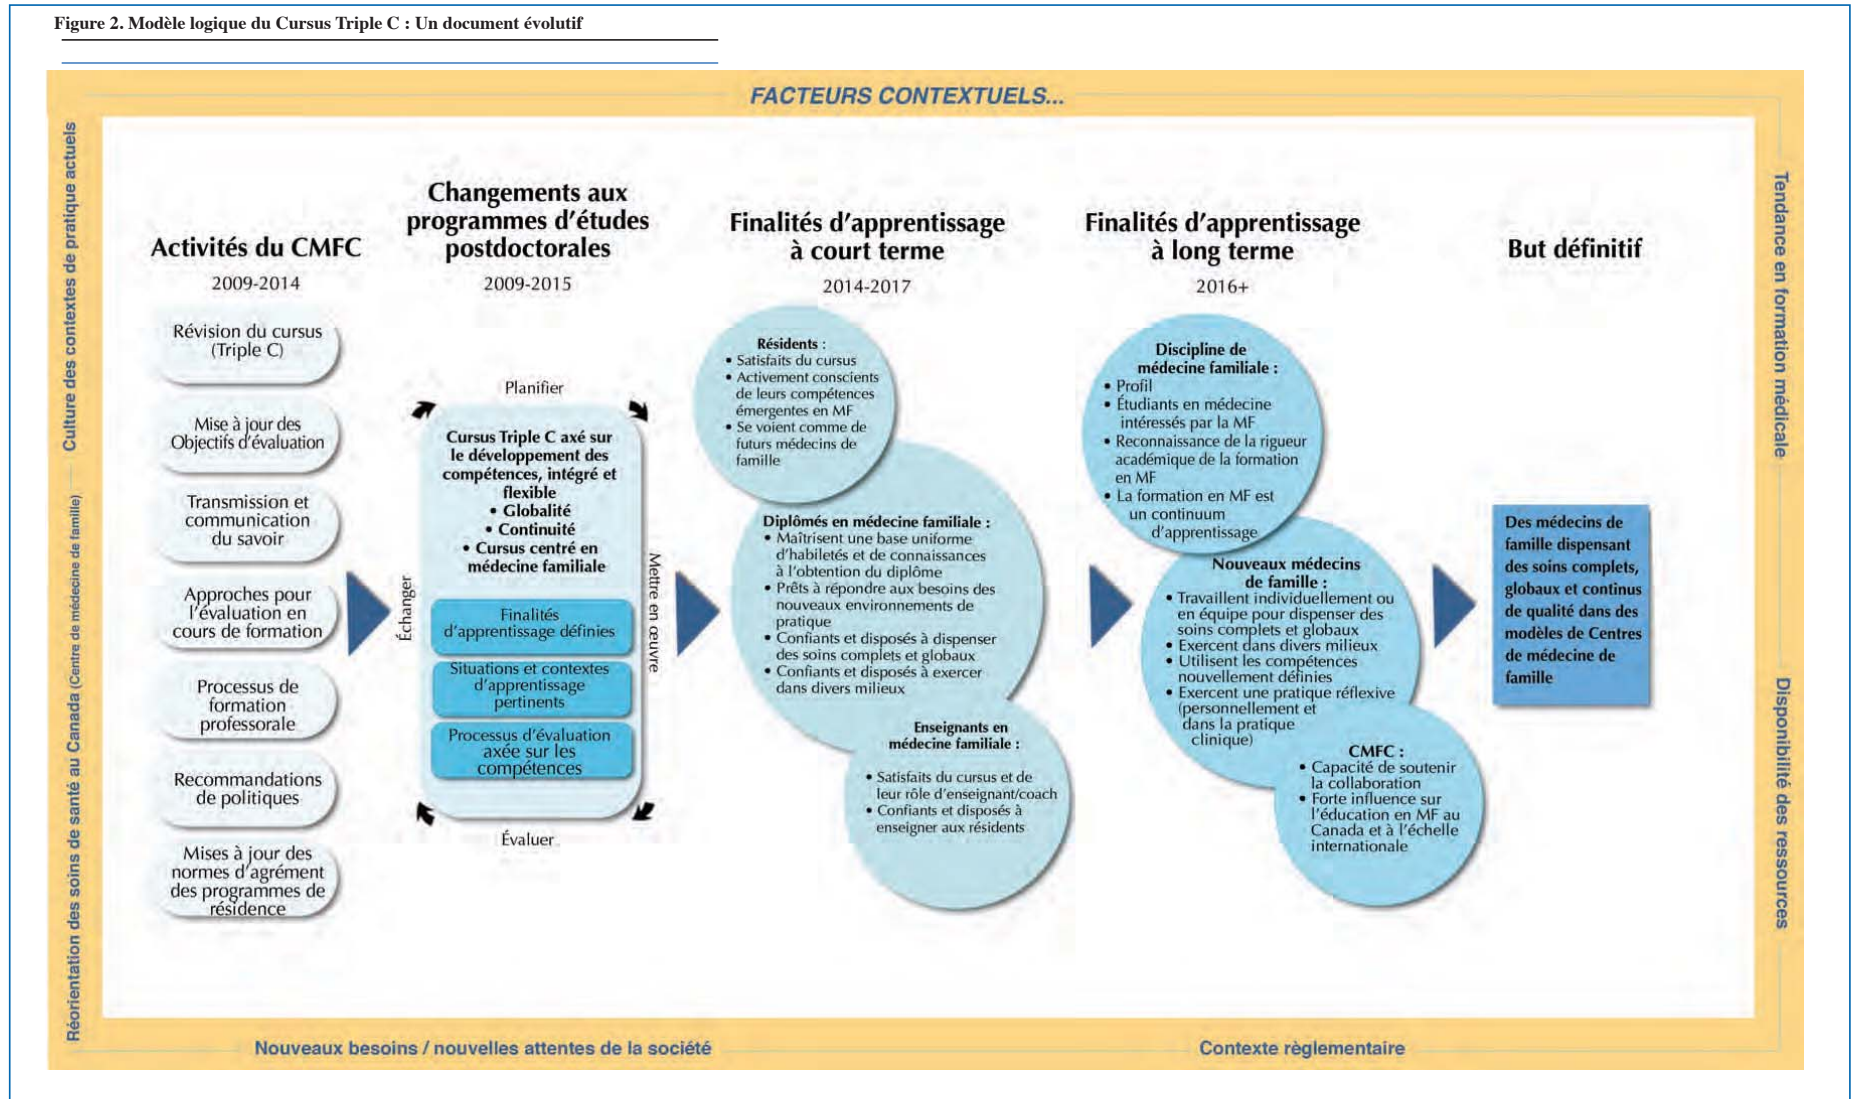 Figure 2. Modèle logique du Cursus Triple C : Un document évolutif
FACTEURS CONTEXTUELS...
Culture des contextes de pratique actuels
Réorientation des soins de santé au Canada (Centre de médecine de famille)
Activités du CMFC
2009-2014
Révision du cursus
(Triple C)
Mise à jour des
Objectifs d'évaluation
Transmission et
communication
du savoir
Approches pour
l'évaluation en
cours de formation
Processus de
formation
professorale
Recommandations
de politiques
Mises à jour des
normes d'agrément
des programmes de
résidence
Changements aux
programmes d'études
postdoctorales
2009-2015
Planifier
Échanger
Cursus Triple C axé sur
le développement des
compétences, intégré et
flexible
• Globalité
• Continuité
• Cursus centré en
médecine familiale
Finalités
d'apprentissage définies
Situations et contextes
d'apprentissage
pertinents
Processus d'évaluation
axée sur les
compétences
Mettre en œuvre
Évaluer
Finalités d'apprentissage
à court terme
2014-2017
Résidents :
• Satisfaits du cursus
• Activement conscients
de leurs compétences
émergentes en MF
• Se voient comme de
futurs médecins de
famille
Diplômés en médecine familiale :
• Maîtrisent une base uniforme
d'habiletés et de connaissances
à l'obtention du diplôme
• Prêts à répondre aux besoins des
nouveaux environnements de
pratique
• Confiants et disposés à dispenser
des soins complets et globaux
• Confiants et disposés à exercer
dans divers milieux
Enseignants en
médecine familiale :
• Satisfaits du cursus et de
leur rôle d'enseignant/coach
• Confiants et disposés à
enseigner aux résidents
Finalités d'apprentissage
à long terme
2016+
Discipline de
médecine familiale :
• Profil
• Étudiants en médecine
intéressés par la MF
• Reconnaissance de la rigueur
académique de la formation
en MF
• La formation en MF est
un continuum
d'apprentissage
Nouveaux médecins
de famille :
• Travaillent individuellement ou
en équipe pour dispenser des
soins complets et globaux
• Exercent dans divers milieux
• Utilisent les compétences
nouvellement définies
• Exercent une pratique réflexive
(personnellement et
dans la pratique
clinique)
CMFC :
• Capacité de soutenir
la collaboration
• Forte influence sur
l'éducation en MF au
Canada et à l'échelle
internationale
But définitif
Des médecins de
famille dispensant
des soins complets,
globaux et continus
de qualité dans des
modèles de Centres
de médecine de
famille
Tendance en formation médicale
Disponibilité des ressources
Nouveaux besoins / nouvelles attentes de la société
Contexte règlementaire